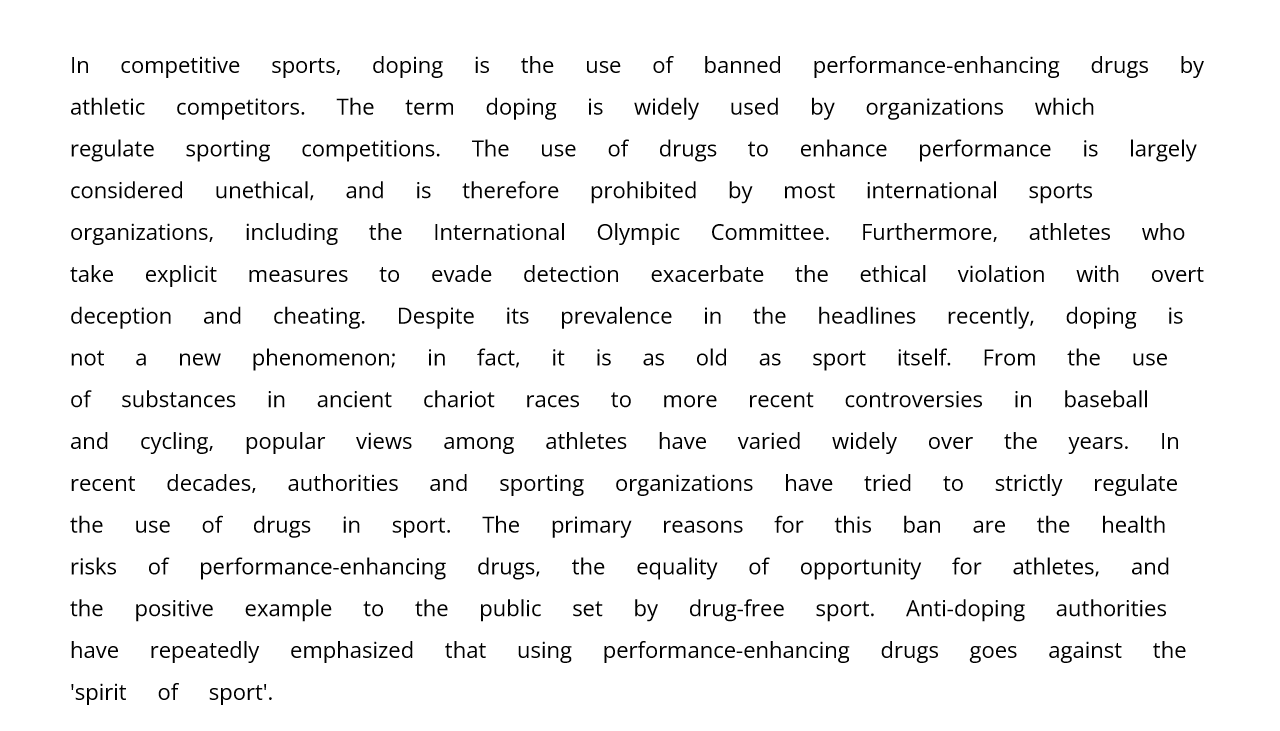 In competitive sports, doping is the use of banned performance-enhancing drugs by
athletic competitors. The term doping is widely used by organizations which
regulate sporting competitions. The use of drugs to enhance performance is largely
considered unethical, and is therefore prohibited by most international sports
organizations, including the International Olympic Committee. Furthermore, athletes who
take explicit measures to evade detection exacerbate the ethical violation with overt
deception and cheating. Despite its prevalence in the headlines recently, doping is
not a new phenomenon; in fact, it is as old as sport itself. From the use
of substances in ancient chariot races to more recent controversies in baseball
and cycling, popular views among athletes have varied widely over the years. In
recent decades, authorities and sporting organizations have tried to strictly regulate
the use of drugs in sport. The primary reasons for this ban are the health
risks of performance-enhancing drugs, the equality of opportunity for athletes, and
the positive example to the public set by drug-free sport. Anti-doping authorities
have repeatedly emphasized that using performance-enhancing drugs goes against the
'spirit of sport'.